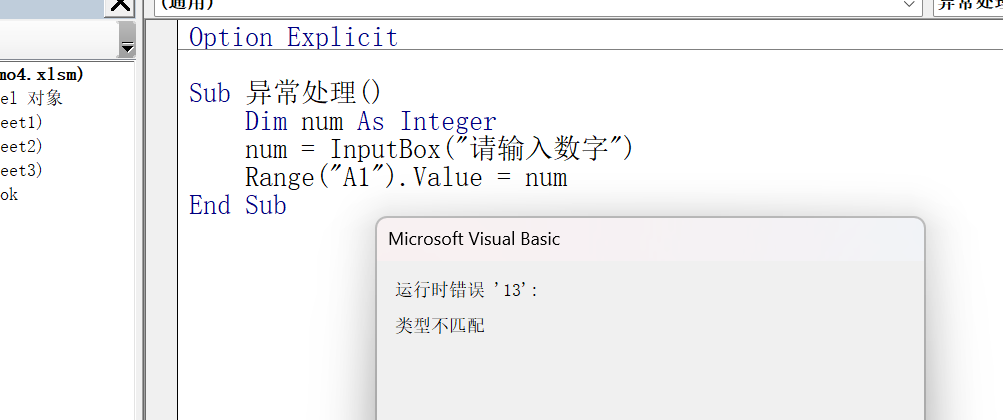 (通用)
异常处理
Option Explicit
mo4.xlsm)
el 对象
eet1)
eet2)
eet3)
ok
Sub 异常处理()
Dim num As Integer
num = InputBox("请输入数字")
Range("A1").Value = num
End Sub
Microsoft Visual Basic
运行时错误 '13':
类型不匹配